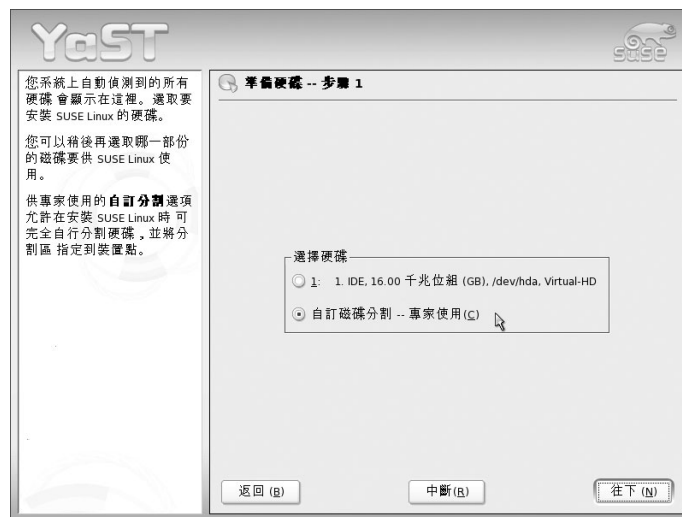 YaST
SUSE
您系統上自動偵測到的所有
硬碟 會顯示在這裡。選取要
安裝 SUSE Linux 的硬碟。
您可以稍後再選取哪一部份
的磁碟要供 SUSE Linux 使
用。
供專家使用的自訂分割選項
允許在安裝 SUSE Linux 時 可
完全自行分割硬碟，並將分
割區 指定到裝置點。
準備硬碟 -- 步驟 1
選擇硬碟
1: 1. IDE, 16.00 千兆位組 (GB), /dev/hda, Virtual-HD
自訂磁碟分割 -- 專家使用(C)
返回 (B)
中斷(R)
往下 (N)